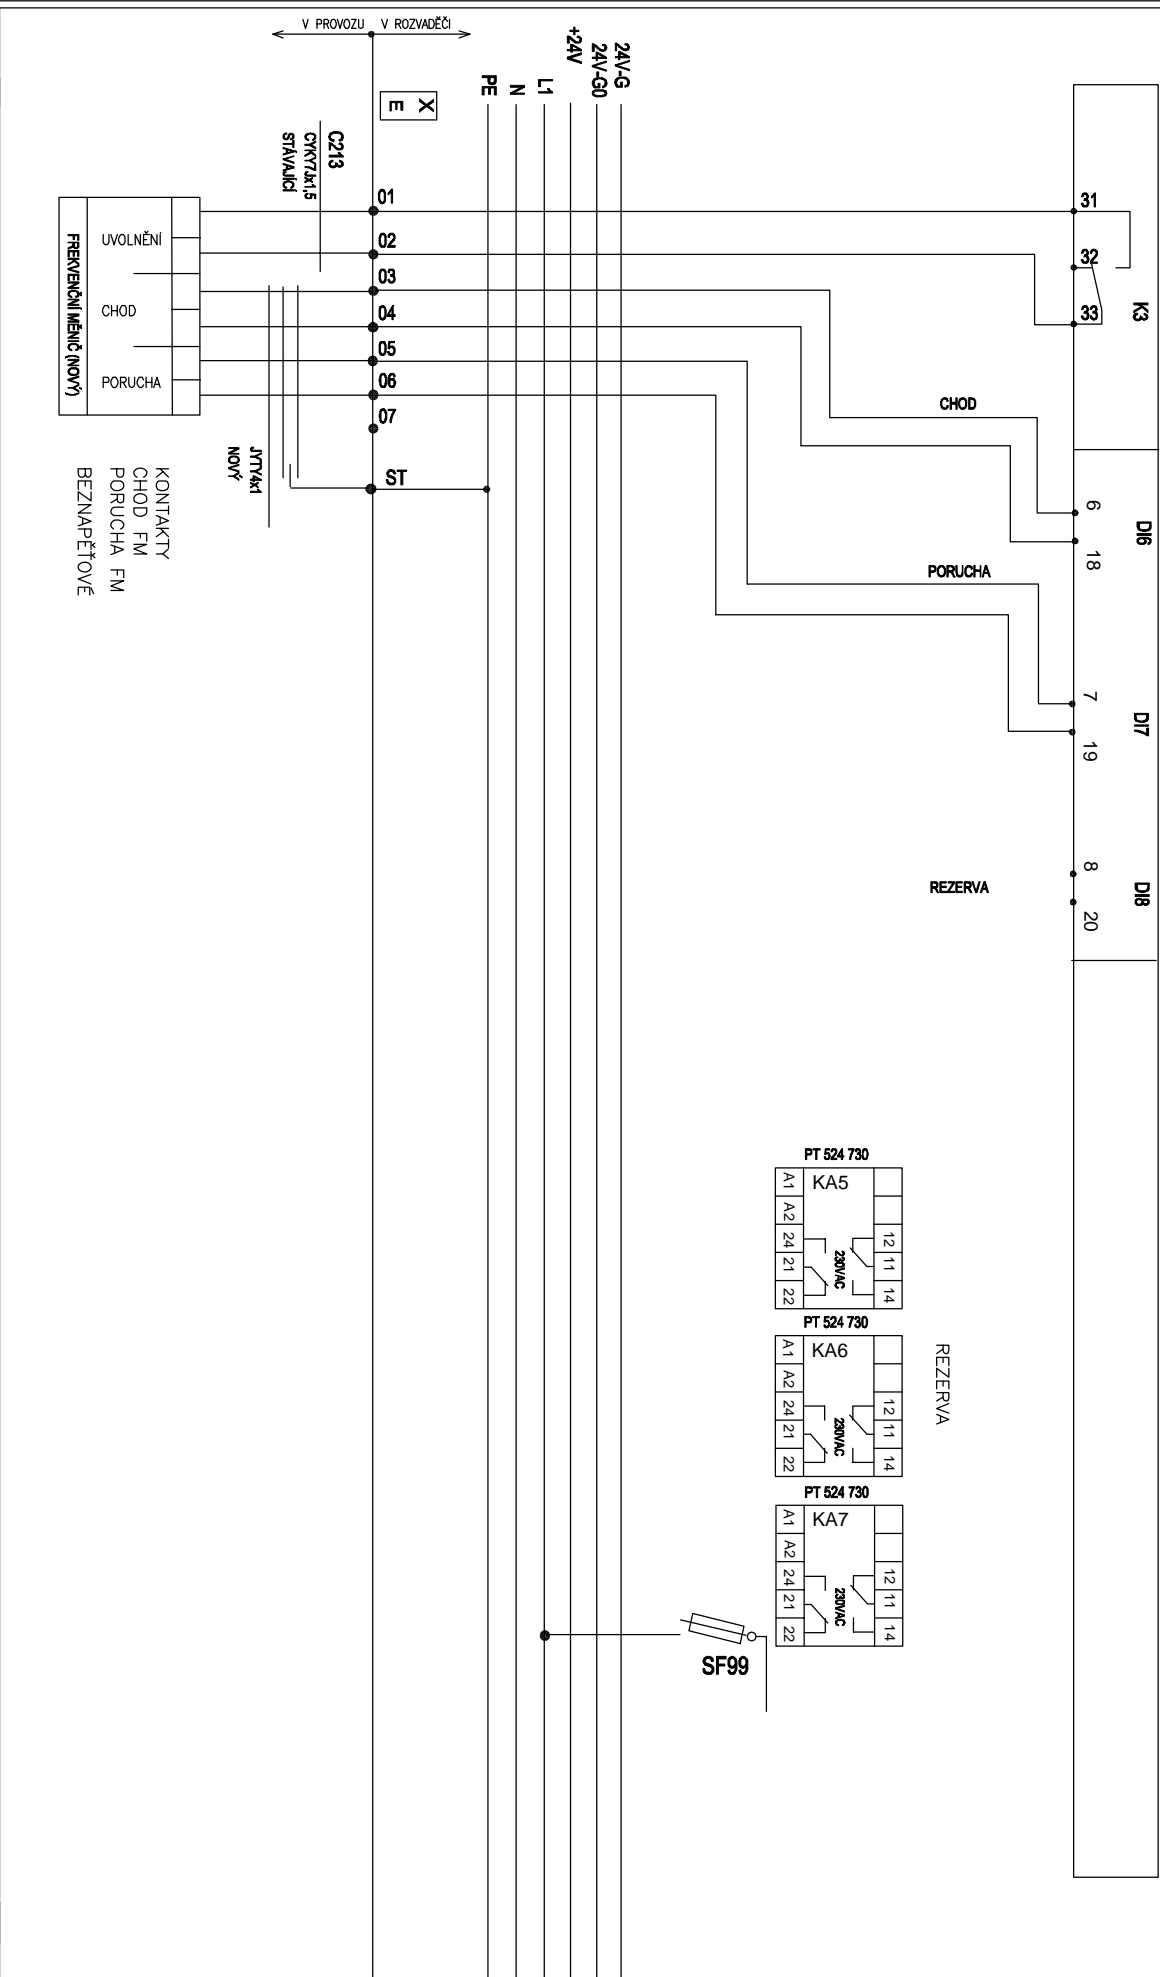 V PROVOZU
V ROZVADĚČI
24V-G
24V-G0
+24V
L1
N
PE
X
E
C213
CYKY7Jx1,5
STÁVAJÍCÍ
01
02
03
04
05
06
07
ST
31
32
33
K3
UVOLNĚNÍ
CHOD
PORUCHA
FREKVENČNÍ MĚNIČ (NOVÝ)
JYTY4x1
NOVÝ
KONTAKTY
CHOD FM
PORUCHA FM
BEZNAPĚŤOVÉ
CHOD
6
18
DI6
PORUCHA
7
19
DI7
REZERVA
8
20
DI8
PT 524 730
KA5
A1
A2
24
21
22
230VAC
12
11
14
PT 524 730
KA6
A1
A2
24
21
22
230VAC
12
11
14
REZERVA
PT 524 730
KA7
A1
A2
24
21
22
230VAC
12
11
14
SF99